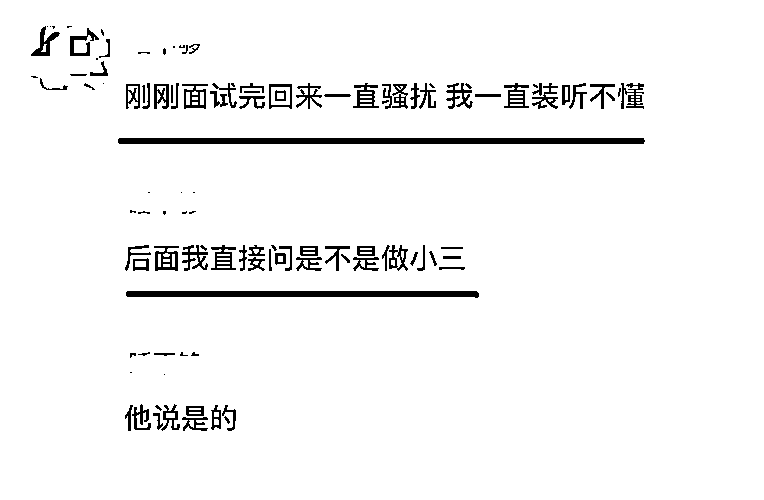 刚刚面试完回来一直骚扰 我一直装听不懂
后面我直接问是不是做小三
他说是的